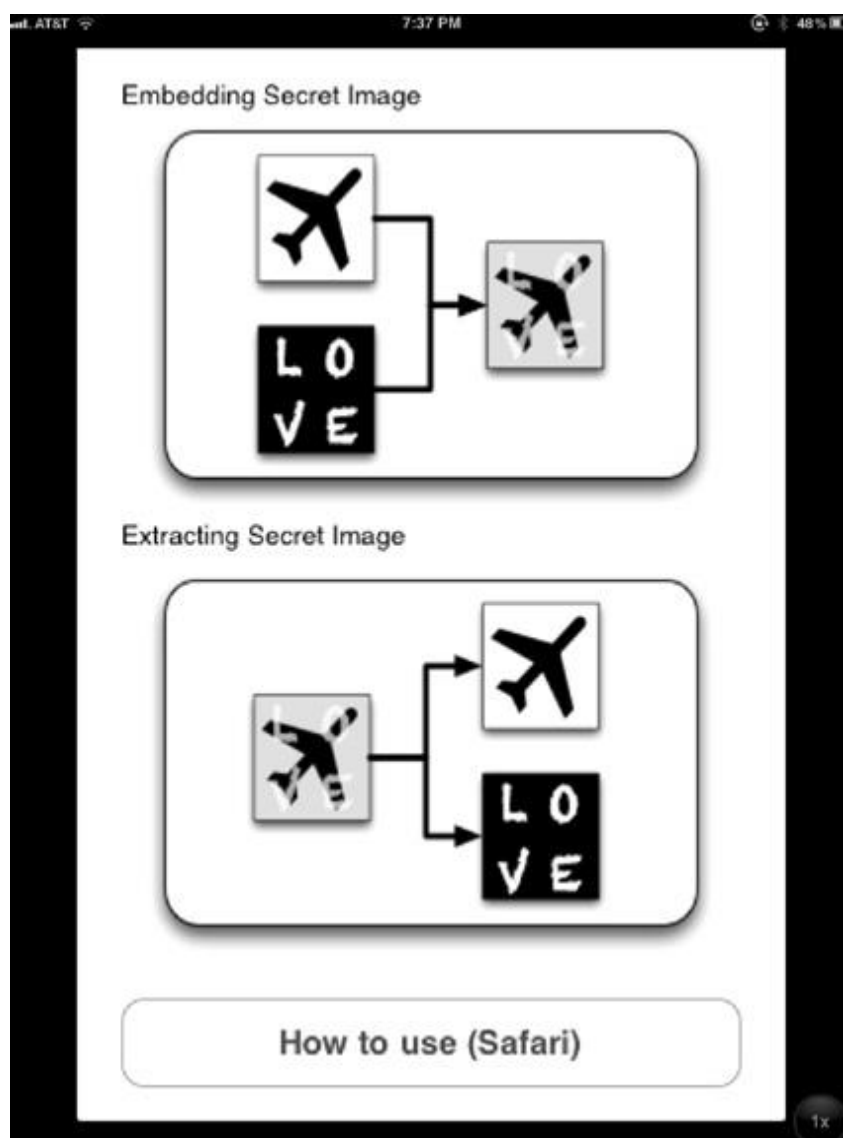 AT&T 7:37 PM 48%
Embedding Secret Image
L O
V E
L O
V E
Extracting Secret Image
L O
V E
L O
V E
How to use (Safari)
1x